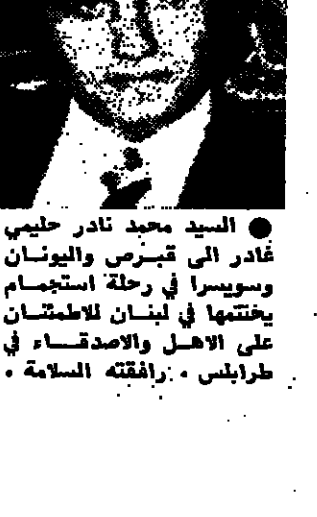 ● السيد محمد نادر حليمي
غادر الى قبرص واليونان
وسويسرا في رحلة استجمام
يختتمها في لبنان للاطمئنان
على الاهل والاصدقاء في
طرابلس . رافقته السلامة .